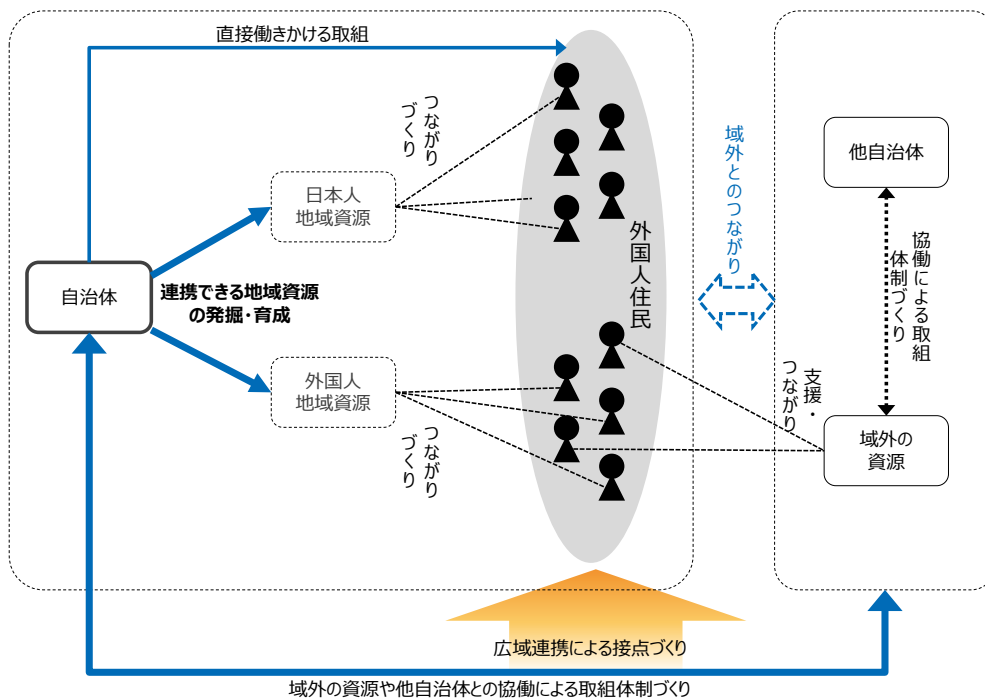 直接働きかける取組
つながり
づくり
日本人
地域資源
自治体
連携できる地域資源
の発掘・育成
外国人
地域資源
つながり
づくり
外国人住民
域外とのつながり
他自治体
協働による取組
体制づくり
支援・
つながり
域外の
資源
広域連携による接点づくり
域外の資源や他自治体との協働による取組体制づくり